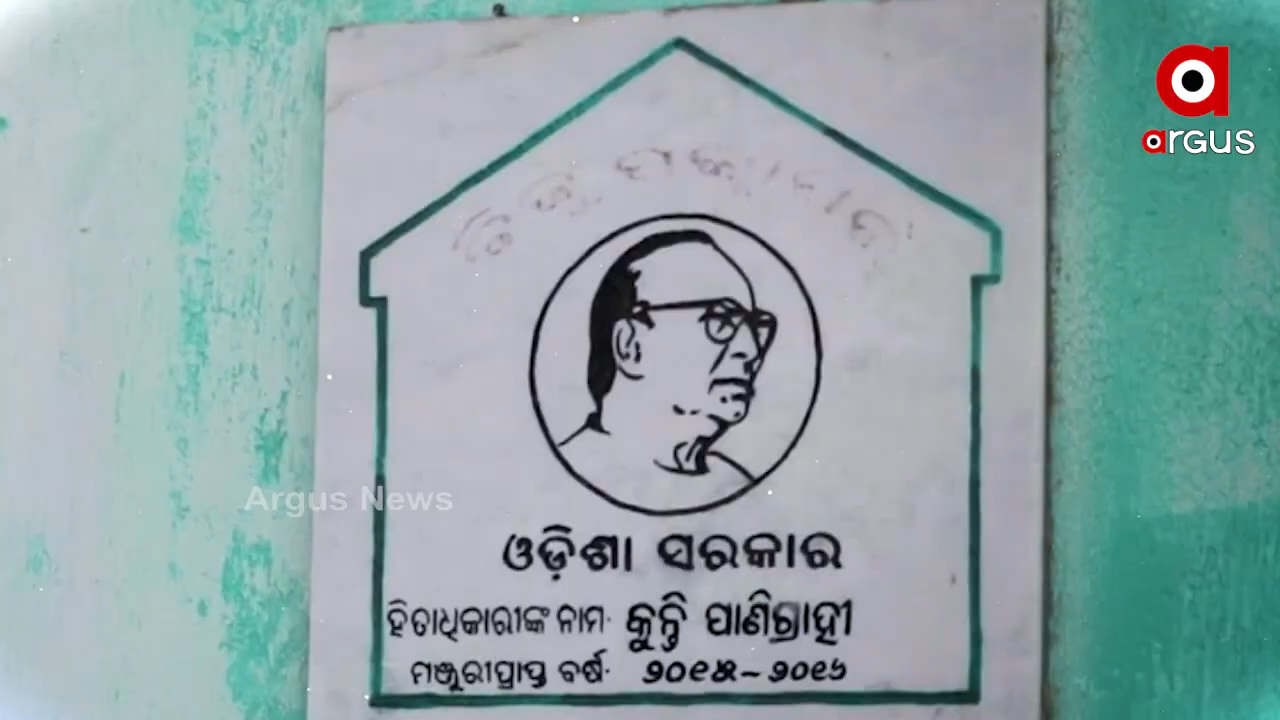 argus
Argus News
ଓଡ଼ିଶା ସରକାର
ହିତାଧିକାରୀଙ୍କ ନାମ- କୁନ୍ତି ପାଣିଗ୍ରାହୀ
ମଞ୍ଜୁରୀପ୍ରାପ୍ତ ବର୍ଷ- ୨୦୧୫-୨୦୧୬